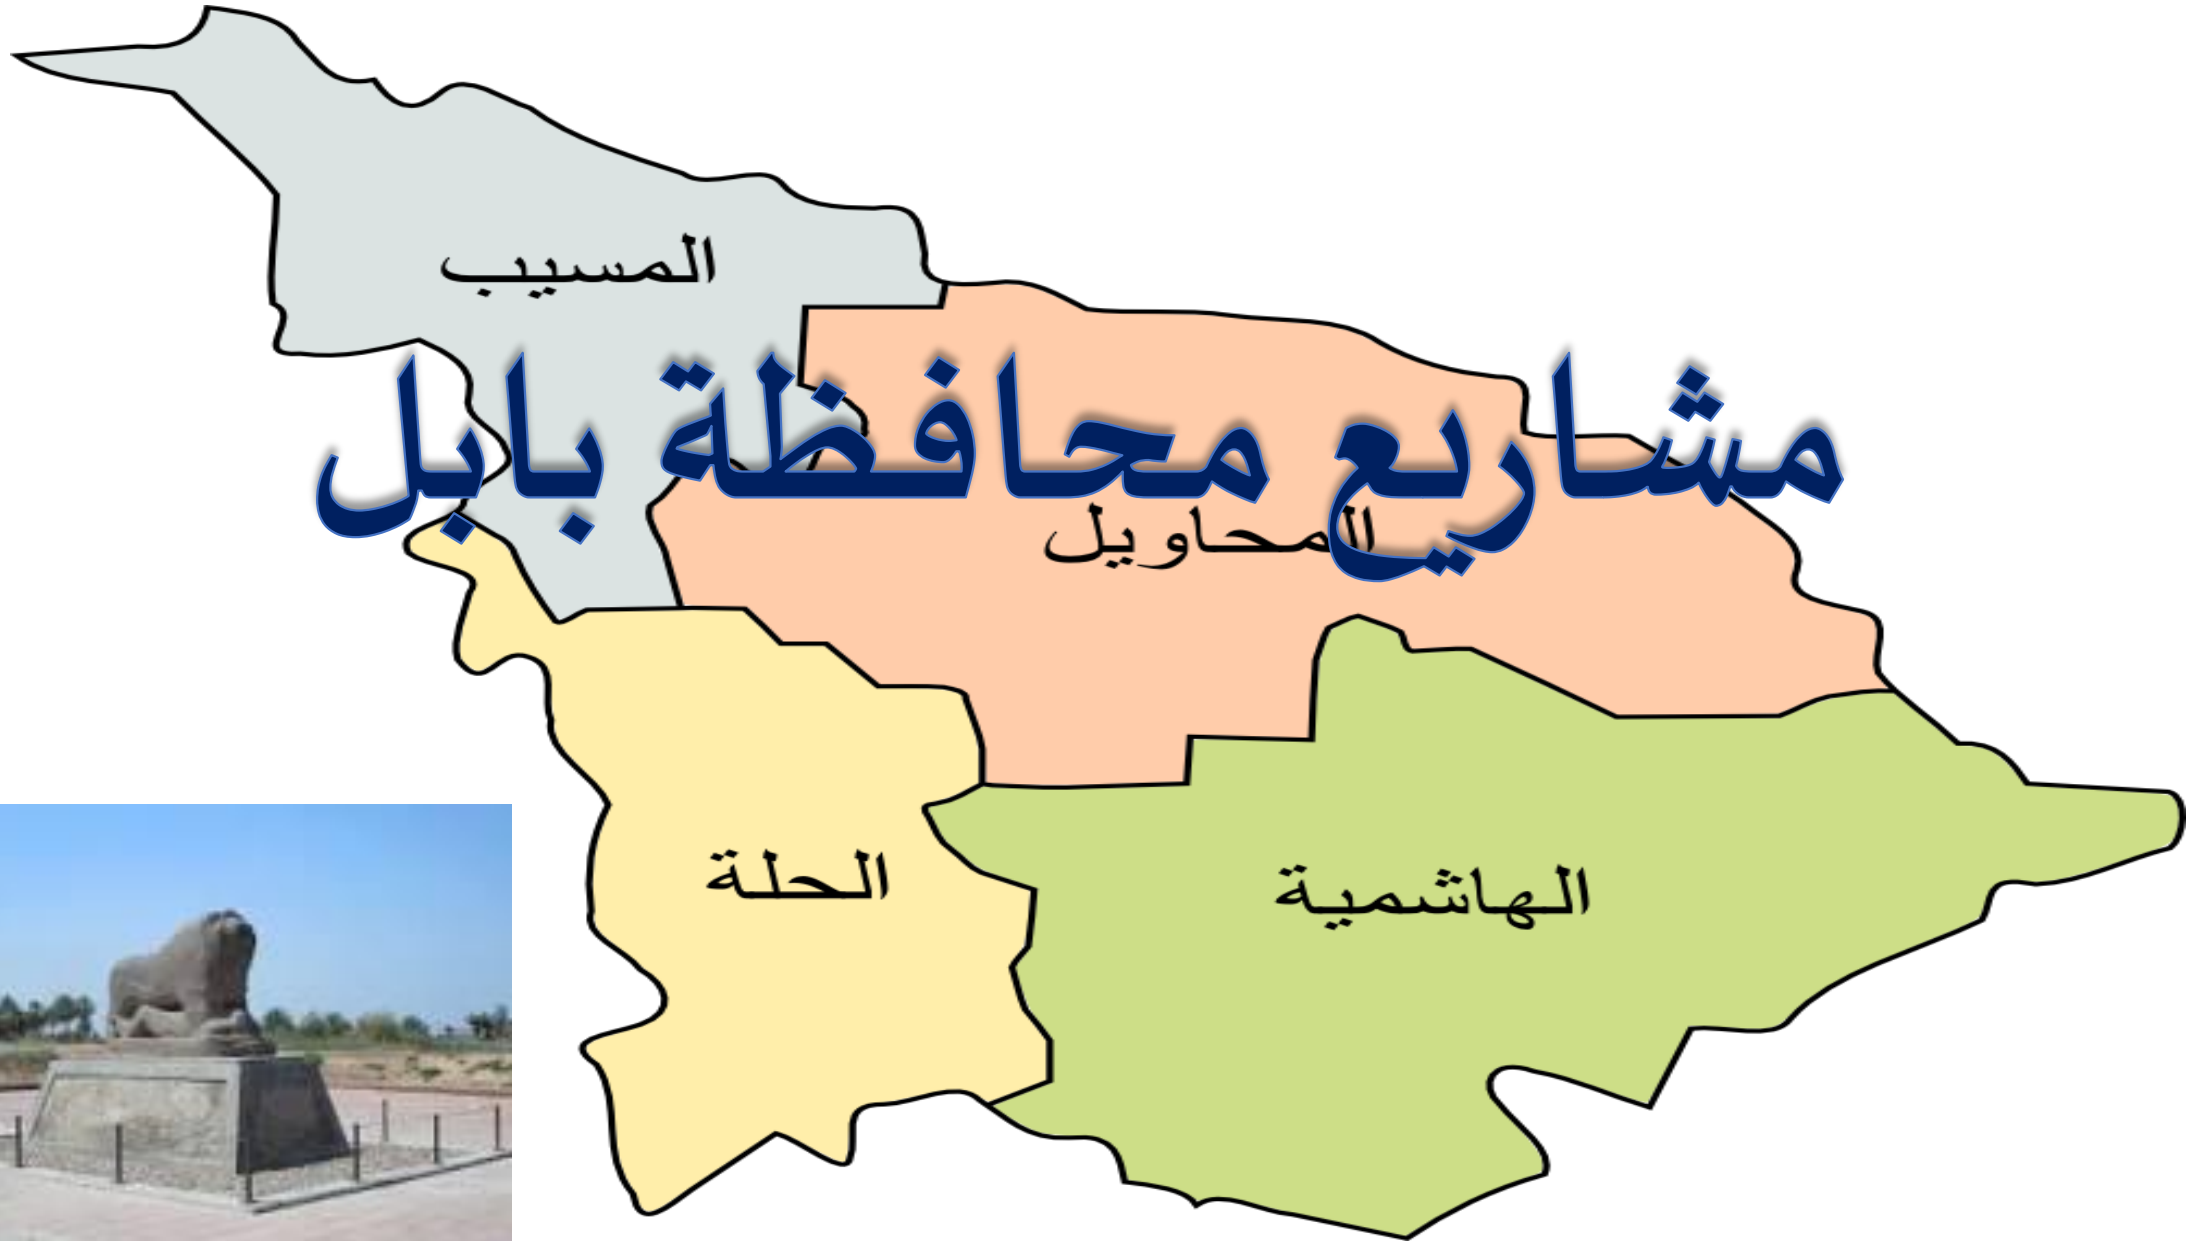 المسيب
مشاريع محافظة بابل
المحاويل
الحلة
الهاشمية